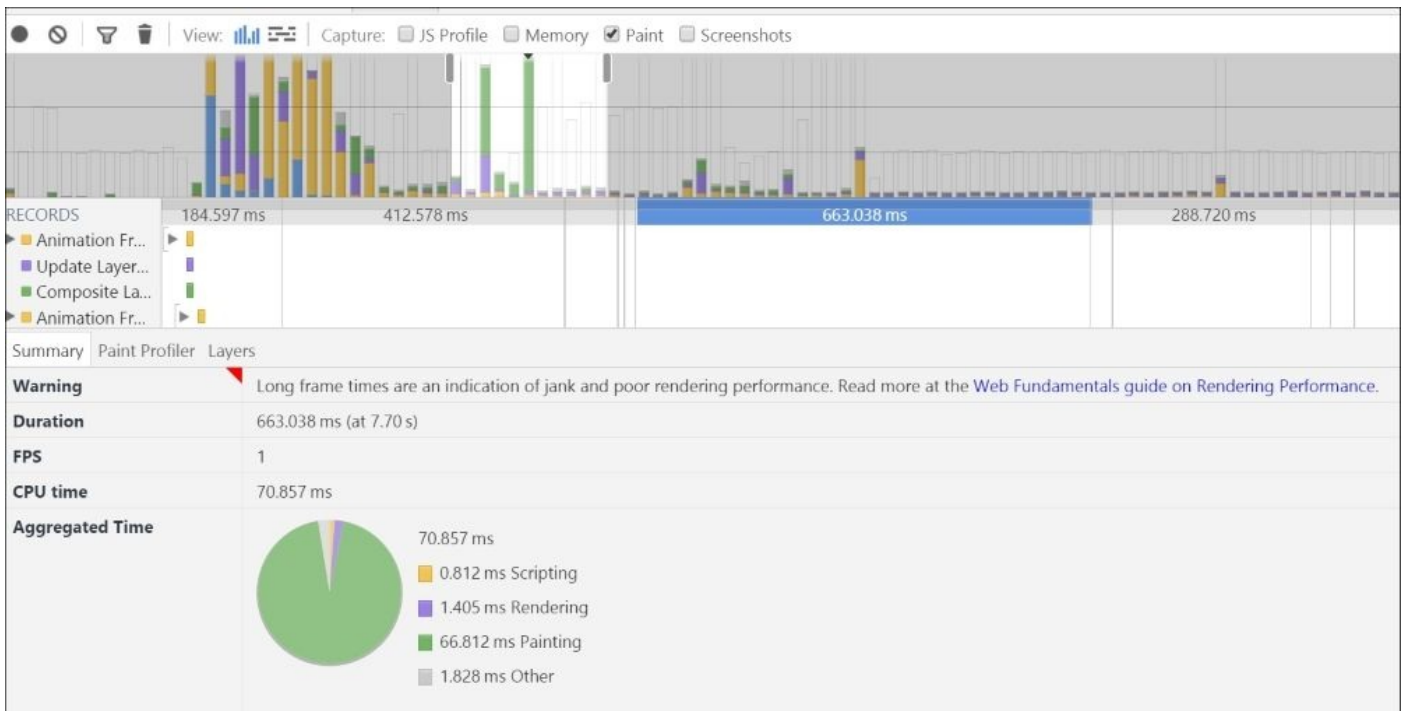 View: Capture: JS Profile Memory Paint Screenshots
RECORDS 184.597 ms 412.578 ms 663.038 ms 288.720 ms
Animation Fr...
Update Layer...
Composite La...
Animation Fr...
Summary Paint Profiler Layers
Warning Long frame times are an indication of jank and poor rendering performance. Read more at the Web Fundamentals guide on Rendering Performance.
Duration 663.038 ms (at 7.70 s)
FPS 1
CPU time 70.857 ms
Aggregated Time
70.857 ms
0.812 ms Scripting
1.405 ms Rendering
66.812 ms Painting
1.828 ms Other